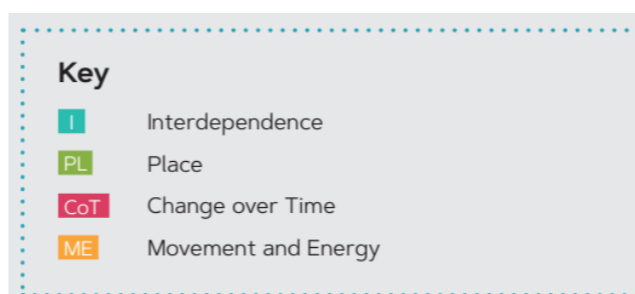 Key
I Interdependence
PL Place
CoT Change over Time
ME Movement and Energy